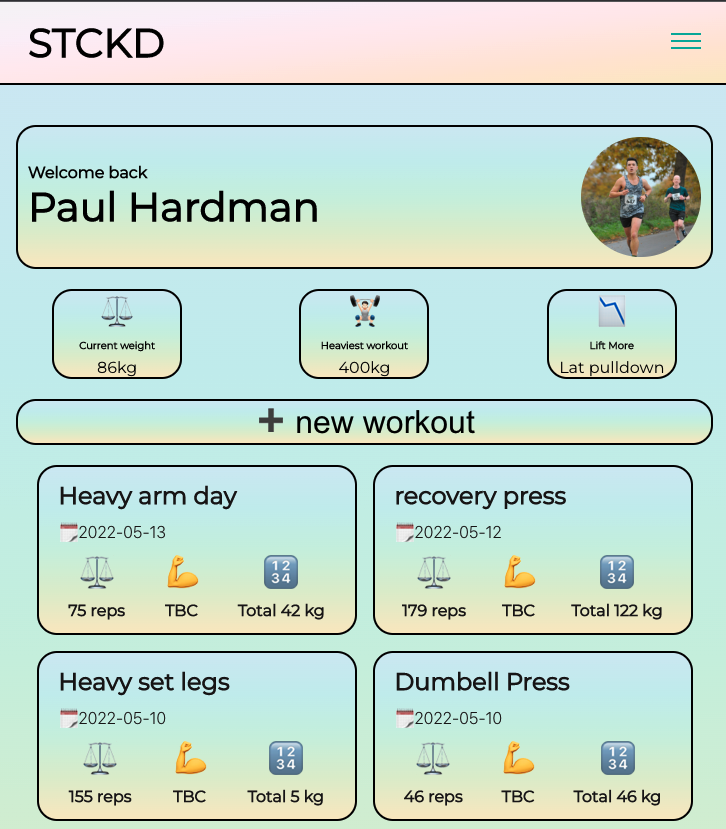 STCKD
Welcome back
Paul Hardman
Current weight
86kg
Heaviest workout
400kg
Lift More
Lat pulldown
new workout
Heavy arm day
2022-05-13
75 reps TBC Total 42 kg
recovery press
2022-05-12
179 reps TBC Total 122 kg
Heavy set legs
2022-05-10
155 reps TBC Total 5 kg
Dumbell Press
2022-05-10
46 reps TBC Total 46 kg